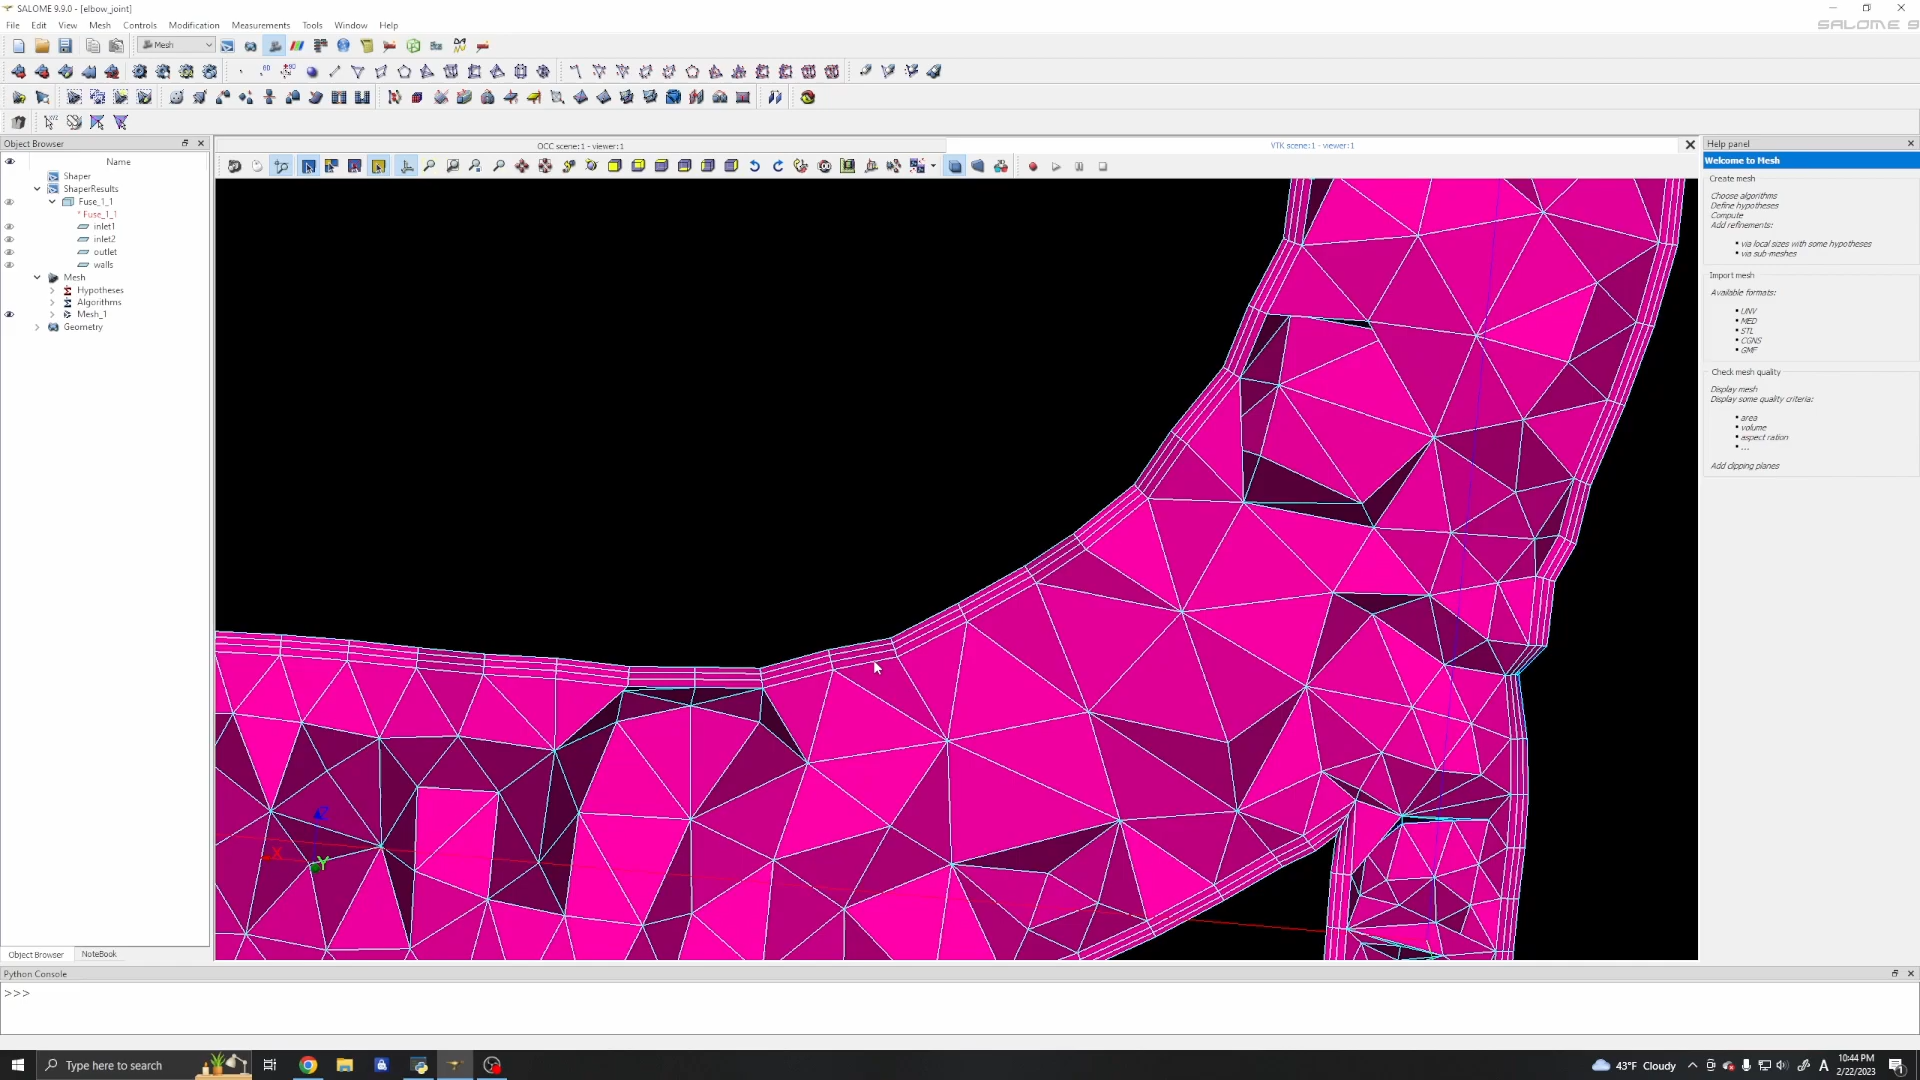 SALOME 9.9.0 - [elbow_joint]
File Edit View Mesh Controls Modification Measurements Tools Window Help
SALOME 9
Mesh
Object Browser
OCC scene:1 - viewer:1
VTK scene:1 - viewer:1
Help panel
Name
Welcome to Mesh
Shaper
ShaperResults
Fuse_1_1
* Fuse_1_1
inlet1
inlet2
outlet
walls
Mesh
Hypotheses
Algorithms
Mesh_1
Geometry
Create mesh
Choose algorithms
Define hypotheses
Compute
Add refinements:
• via local sizes with some hypotheses
• via sub-meshes
Import mesh
Available formats:
• UNV
• MED
• STL
• CGNS
• GMF
Check mesh quality
Display mesh
Display some quality criteria:
• area
• volume
• aspect ration
• ...
Add clipping planes
Z
X
Y
Object Browser NoteBook
Python Console
>>>
Type here to search
43°F Cloudy
A
10:44 PM
2/22/2023
1